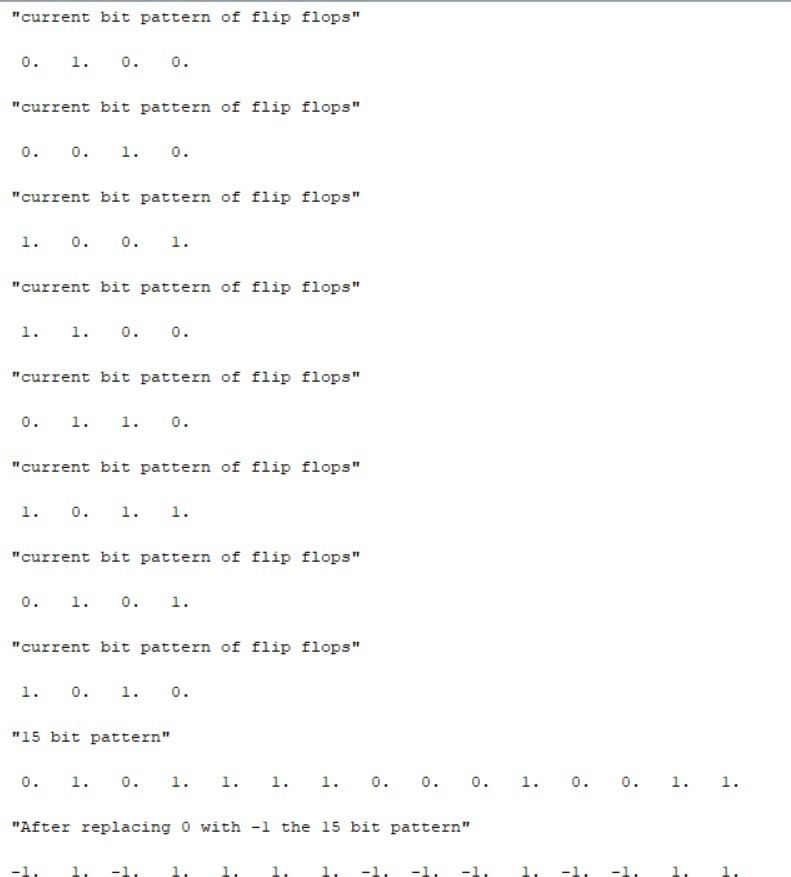 "current bit pattern of flip flops"
0. 1. 0. 0.
"current bit pattern of flip flops"
0. 0. 1. 0.
"current bit pattern of flip flops"
1. 0. 0. 1.
"current bit pattern of flip flops"
1. 1. 0. 0.
"current bit pattern of flip flops"
0. 1. 1. 0.
"current bit pattern of flip flops"
1. 0. 1. 1.
"current bit pattern of flip flops"
0. 1. 0. 1.
"current bit pattern of flip flops"
1. 0. 1. 0.
"15 bit pattern"
0. 1. 0. 1. 1. 1. 1. 0. 0. 0. 1. 0. 0. 1. 1.
"After replacing 0 with -1 the 15 bit pattern"
-1. 1. -1. 1. 1. 1. 1. -1. -1. -1. 1. -1. -1. 1. 1.